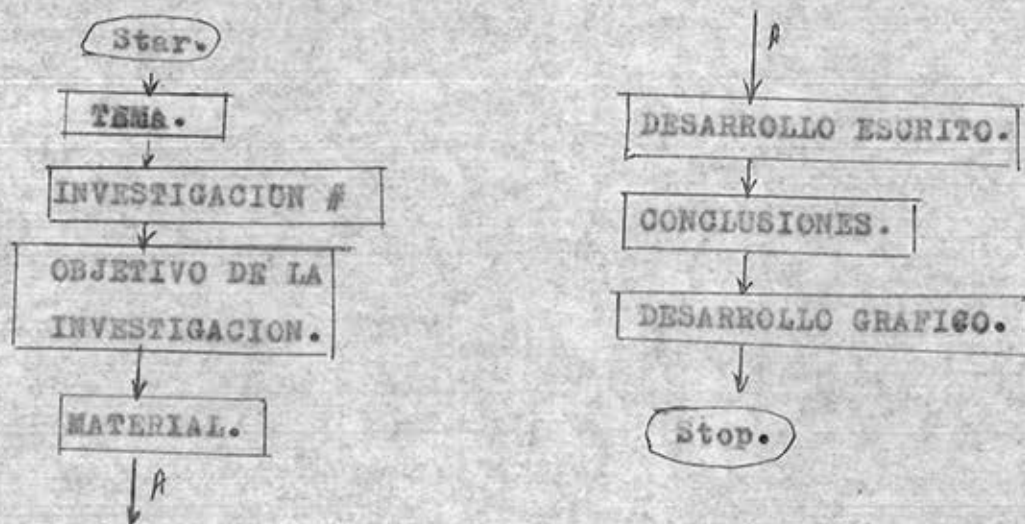 Star.
TEMA.
INVESTIGACION #
OBJETIVO DE LA
INVESTIGACION.
MATERIAL.
A
A
DESARROLLO ESCRITO.
CONCLUSIONES.
DESARROLLO GRAFICO.
Stop.